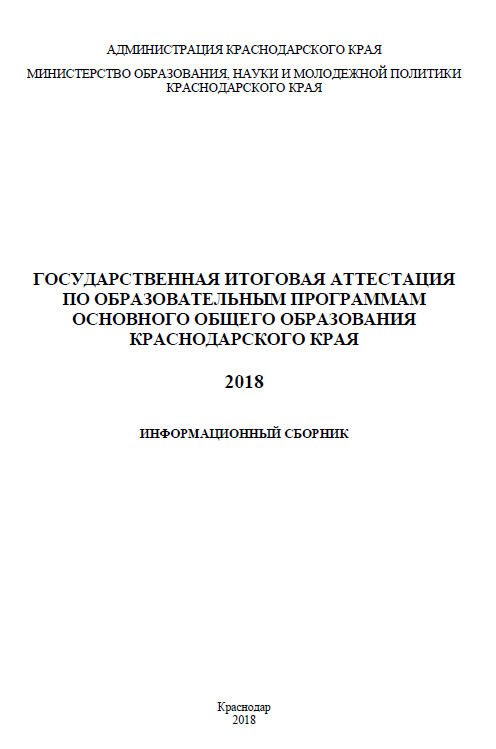 АДМИНИСТРАЦИЯ КРАСНОДАРСКОГО КРАЯ
МИНИСТЕРСТВО ОБРАЗОВАНИЯ, НАУКИ И МОЛОДЕЖНОЙ ПОЛИТИКИ
КРАСНОДАРСКОГО КРАЯ
ГОСУДАРСТВЕННАЯ ИТОГОВАЯ АТТЕСТАЦИЯ
ПО ОБРАЗОВАТЕЛЬНЫМ ПРОГРАММАМ
ОСНОВНОГО ОБЩЕГО ОБРАЗОВАНИЯ
КРАСНОДАРСКОГО КРАЯ
2018
ИНФОРМАЦИОННЫЙ СБОРНИК
Краснодар
2018